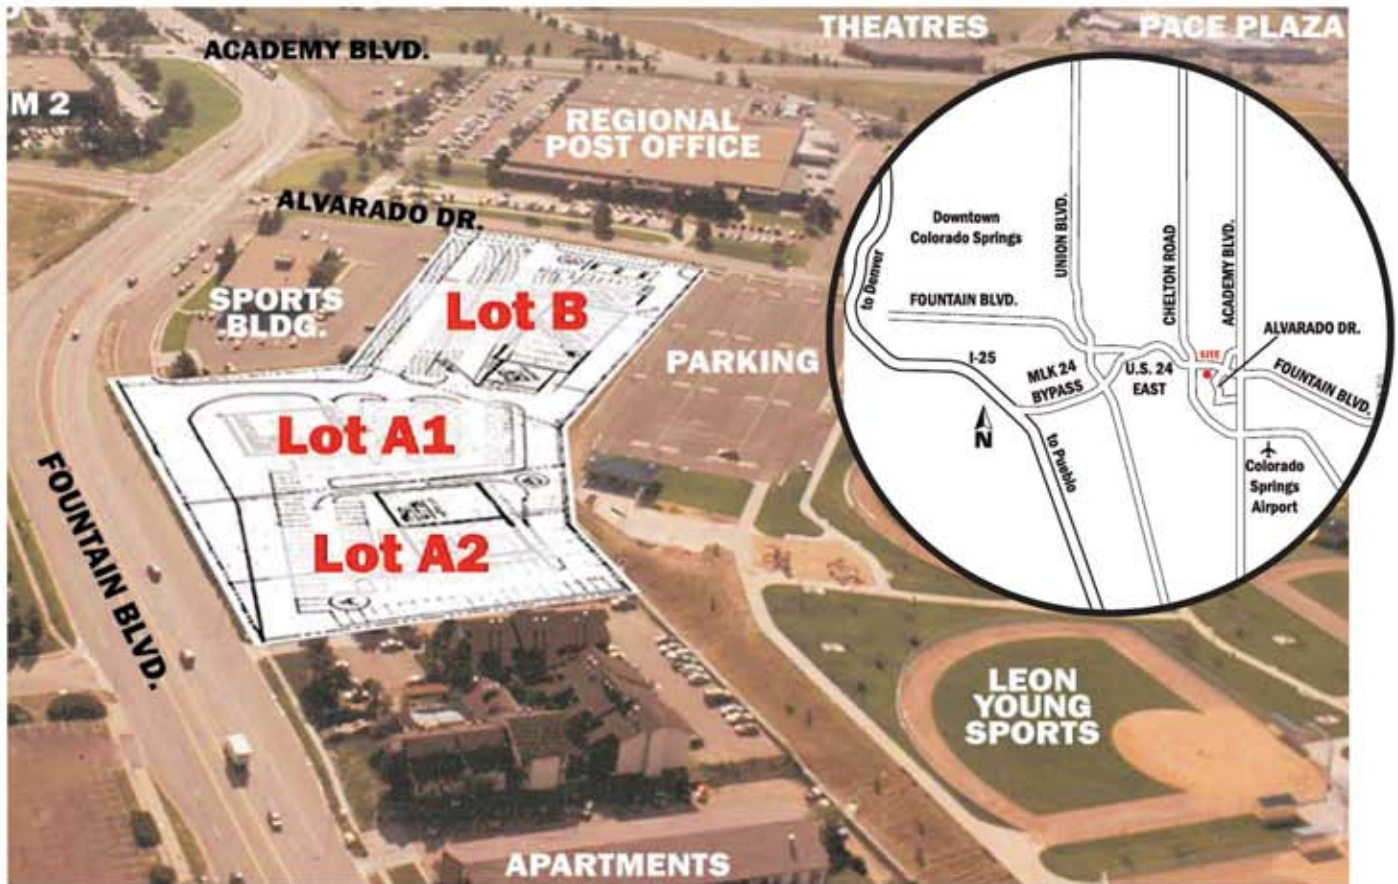 THEATRES
PACE PLAZA
ACADEMY BLVD.
M 2
REGIONAL
POST OFFICE
ALVARADO DR.
SPORTS
BLDG.
Lot B
PARKING
Lot A1
Lot A2
FOUNTAIN BLVD.
LEON
YOUNG
SPORTS
APARTMENTS
Downtown
Colorado Springs
to Denver
UNION BLVD.
CHELTON ROAD
ACADEMY BLVD.
FOUNTAIN BLVD.
ALVARADO DR.
SITE
I-25
MLK 24
BYPASS
U.S. 24
EAST
FOUNTAIN BLVD.
N
to Pueblo
Colorado
Springs
Airport